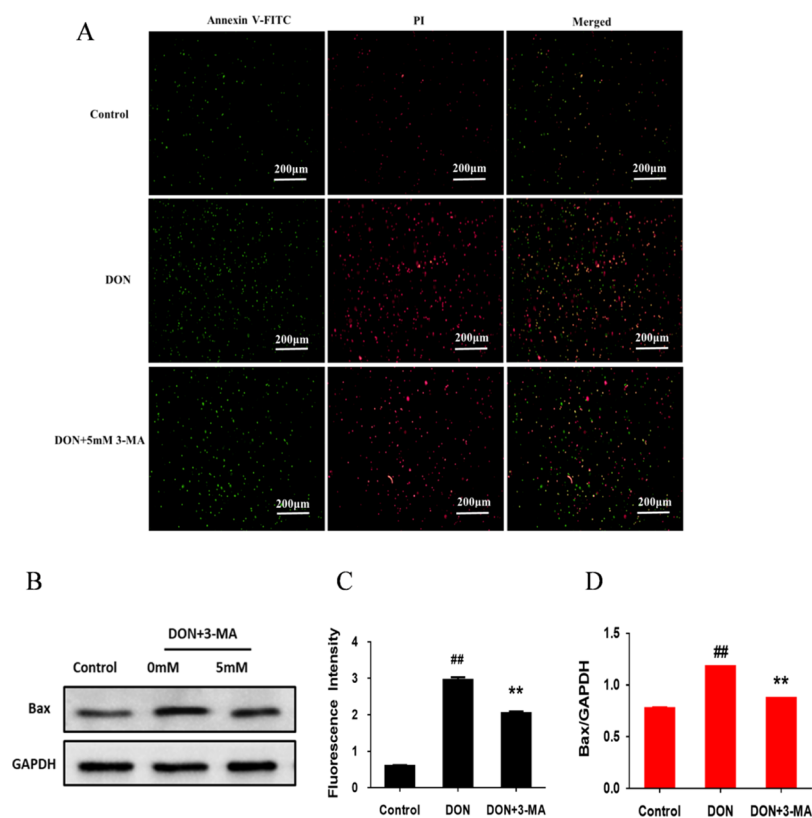 A
Annexin V-FITC PI Merged
Control
200μm 200μm 200μm
DON
200μm 200μm 200μm
DON+5mM 3-MA
200μm 200μm 200μm
B
DON+3-MA
Control 0mM 5mM
Bax
GAPDH
C
Fluorescence Intensity
4
3
2
1
0
##
**
Control DON DON+3-MA
D
Bax/GAPDH
1.5
1.0
0.5
0.0
##
**
Control DON DON+3-MA